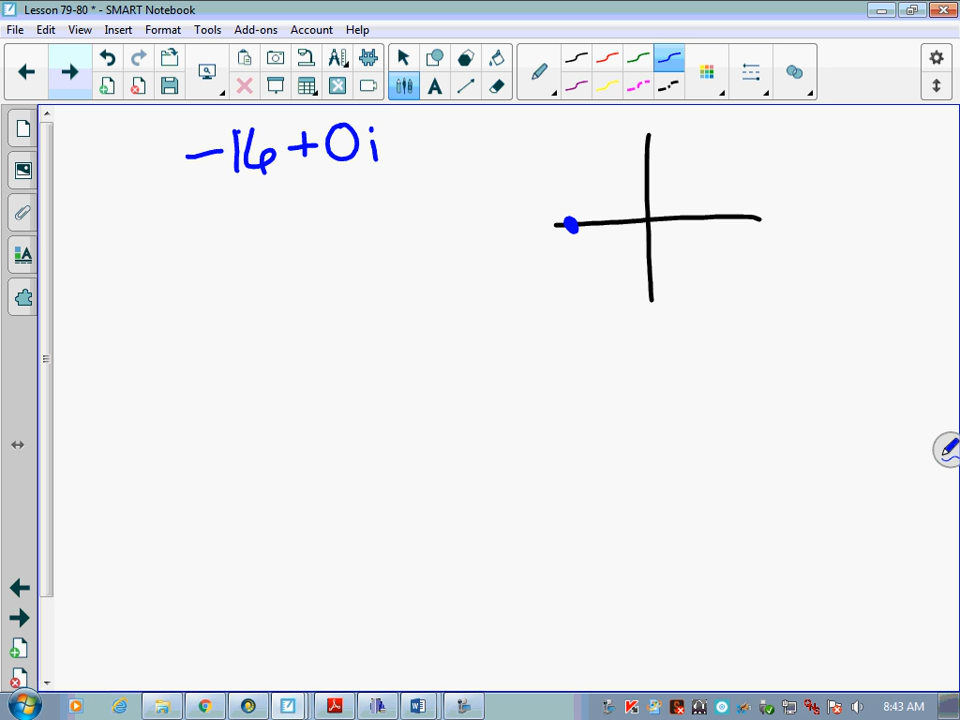 Lesson 79-80 * - SMART Notebook
File Edit View Insert Format Tools Add-ons Account Help
-16+0i
8:43 AM